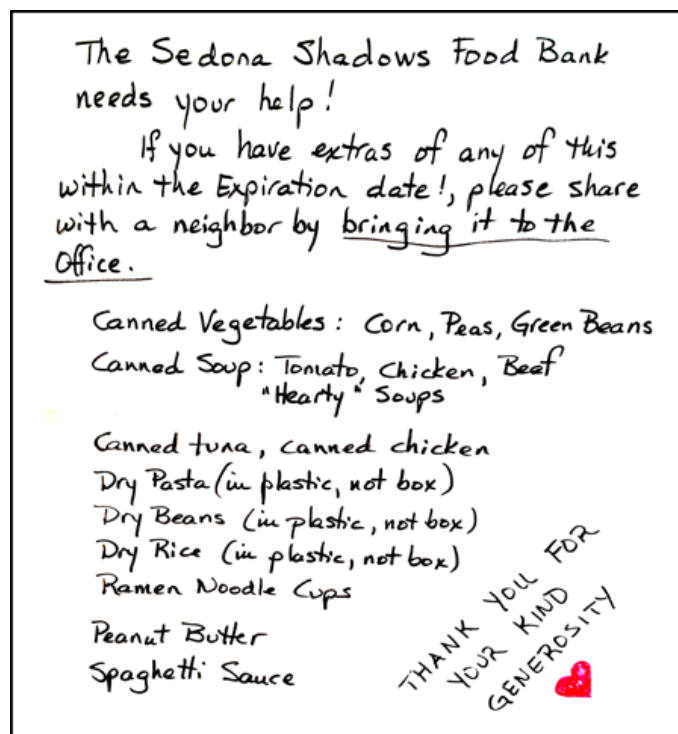 The Sedona Shadows Food Bank
needs your help!
If you have extras of any of this
within the Expiration date!, please share
with a neighbor by bringing it to the
Office.
Canned Vegetables: Corn, Peas, Green Beans
Canned Soup: Tomato, Chicken, Beef
"Hearty" Soups
Canned tuna, canned chicken
Dry Pasta (in plastic, not box)
Dry Beans (in plastic, not box)
Dry Rice (in plastic, not box)
Ramen Noodle Cups
Peanut Butter
Spaghetti Sauce
THANK YOU FOR
YOUR KIND
GENEROSITY